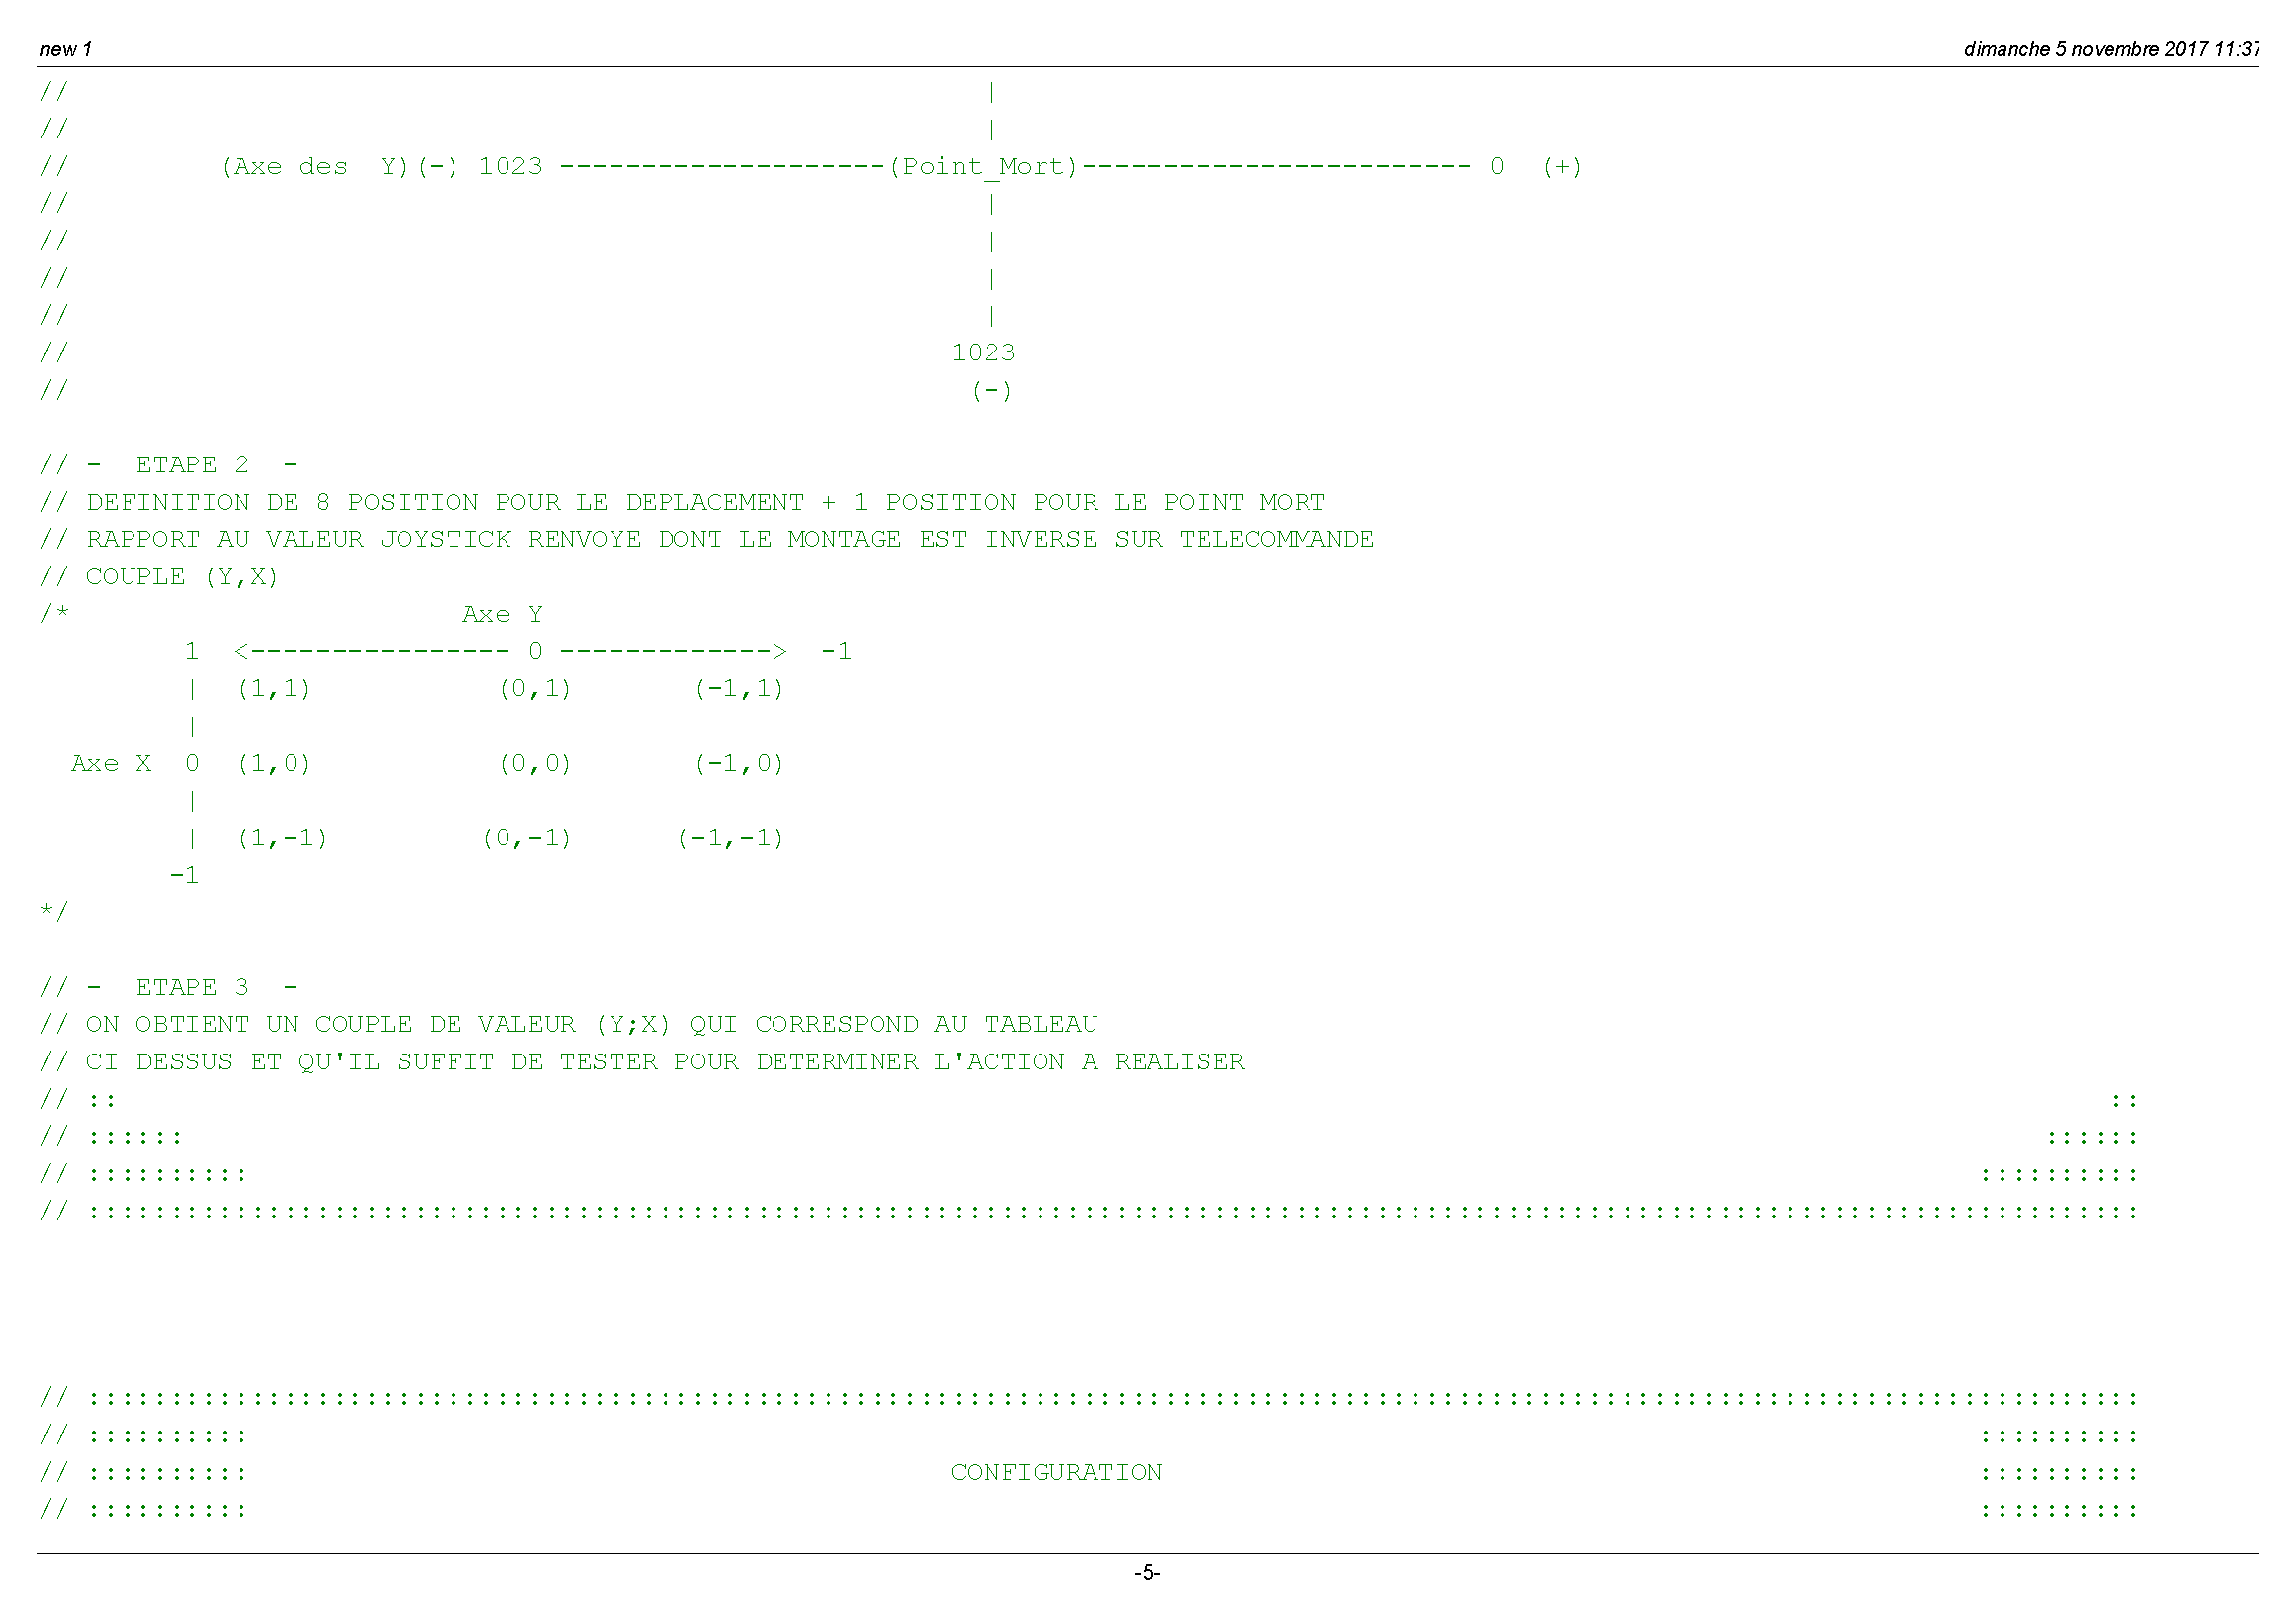 new 1 dimanche 5 novembre 2017 11:37
// |
// |
// (Axe des  Y)(-) 1023 --------------------(Point_Mort)------------------------ 0  (+)
// |
// |
// |
// |
// 1023
// (-)
// -  ETAPE 2  -
// DEFINITION DE 8 POSITION POUR LE DEPLACEMENT + 1 POSITION POUR LE POINT MORT
// RAPPORT AU VALEUR JOYSTICK RENVOYE DONT LE MONTAGE EST INVERSE SUR TELECOMMANDE
// COUPLE (Y,X)
/* Axe Y
1  <---------------- 0 ------------->  -1
|  (1,1) (0,1) (-1,1)
|
Axe X  0  (1,0) (0,0) (-1,0)
|
|  (1,-1) (0,-1) (-1,-1)
-1
*/
// -  ETAPE 3  -
// ON OBTIENT UN COUPLE DE VALEUR (Y;X) QUI CORRESPOND AU TABLEAU
// CI DESSUS ET QU'IL SUFFIT DE TESTER POUR DETERMINER L'ACTION A REALISER
// :: ::
// :::::: ::::::
// :::::::::: ::::::::::
// ::::::::::::::::::::::::::::::::::::::::::::::::::::::::::::::::::::::::::::::::::::::::::::::::::::::::::::::::::::::::::::::
// ::::::::::::::::::::::::::::::::::::::::::::::::::::::::::::::::::::::::::::::::::::::::::::::::::::::::::::::::::::::::::::::
// :::::::::: ::::::::::
// :::::::::: CONFIGURATION ::::::::::
// :::::::::: ::::::::::
-5-